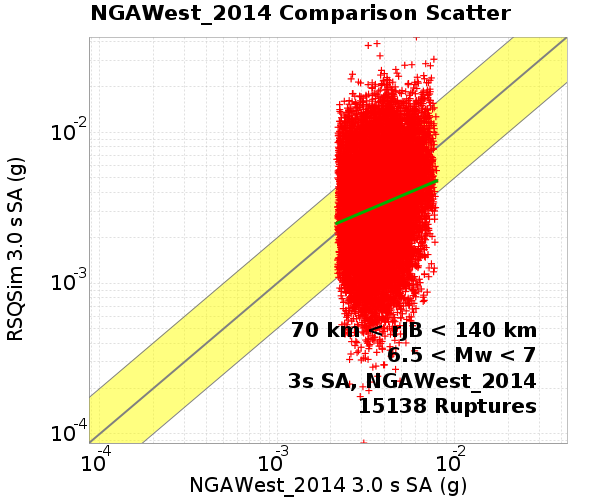 NGAWest_2014 Comparison Scatter
RSQSim 3.0 s SA (g)
10-2
10-3
10-4
70 km < rJB < 140 km
6.5 < Mw < 7
3s SA, NGAWest_2014
15138 Ruptures
10-4 10-3 10-2
NGAWest_2014 3.0 s SA (g)